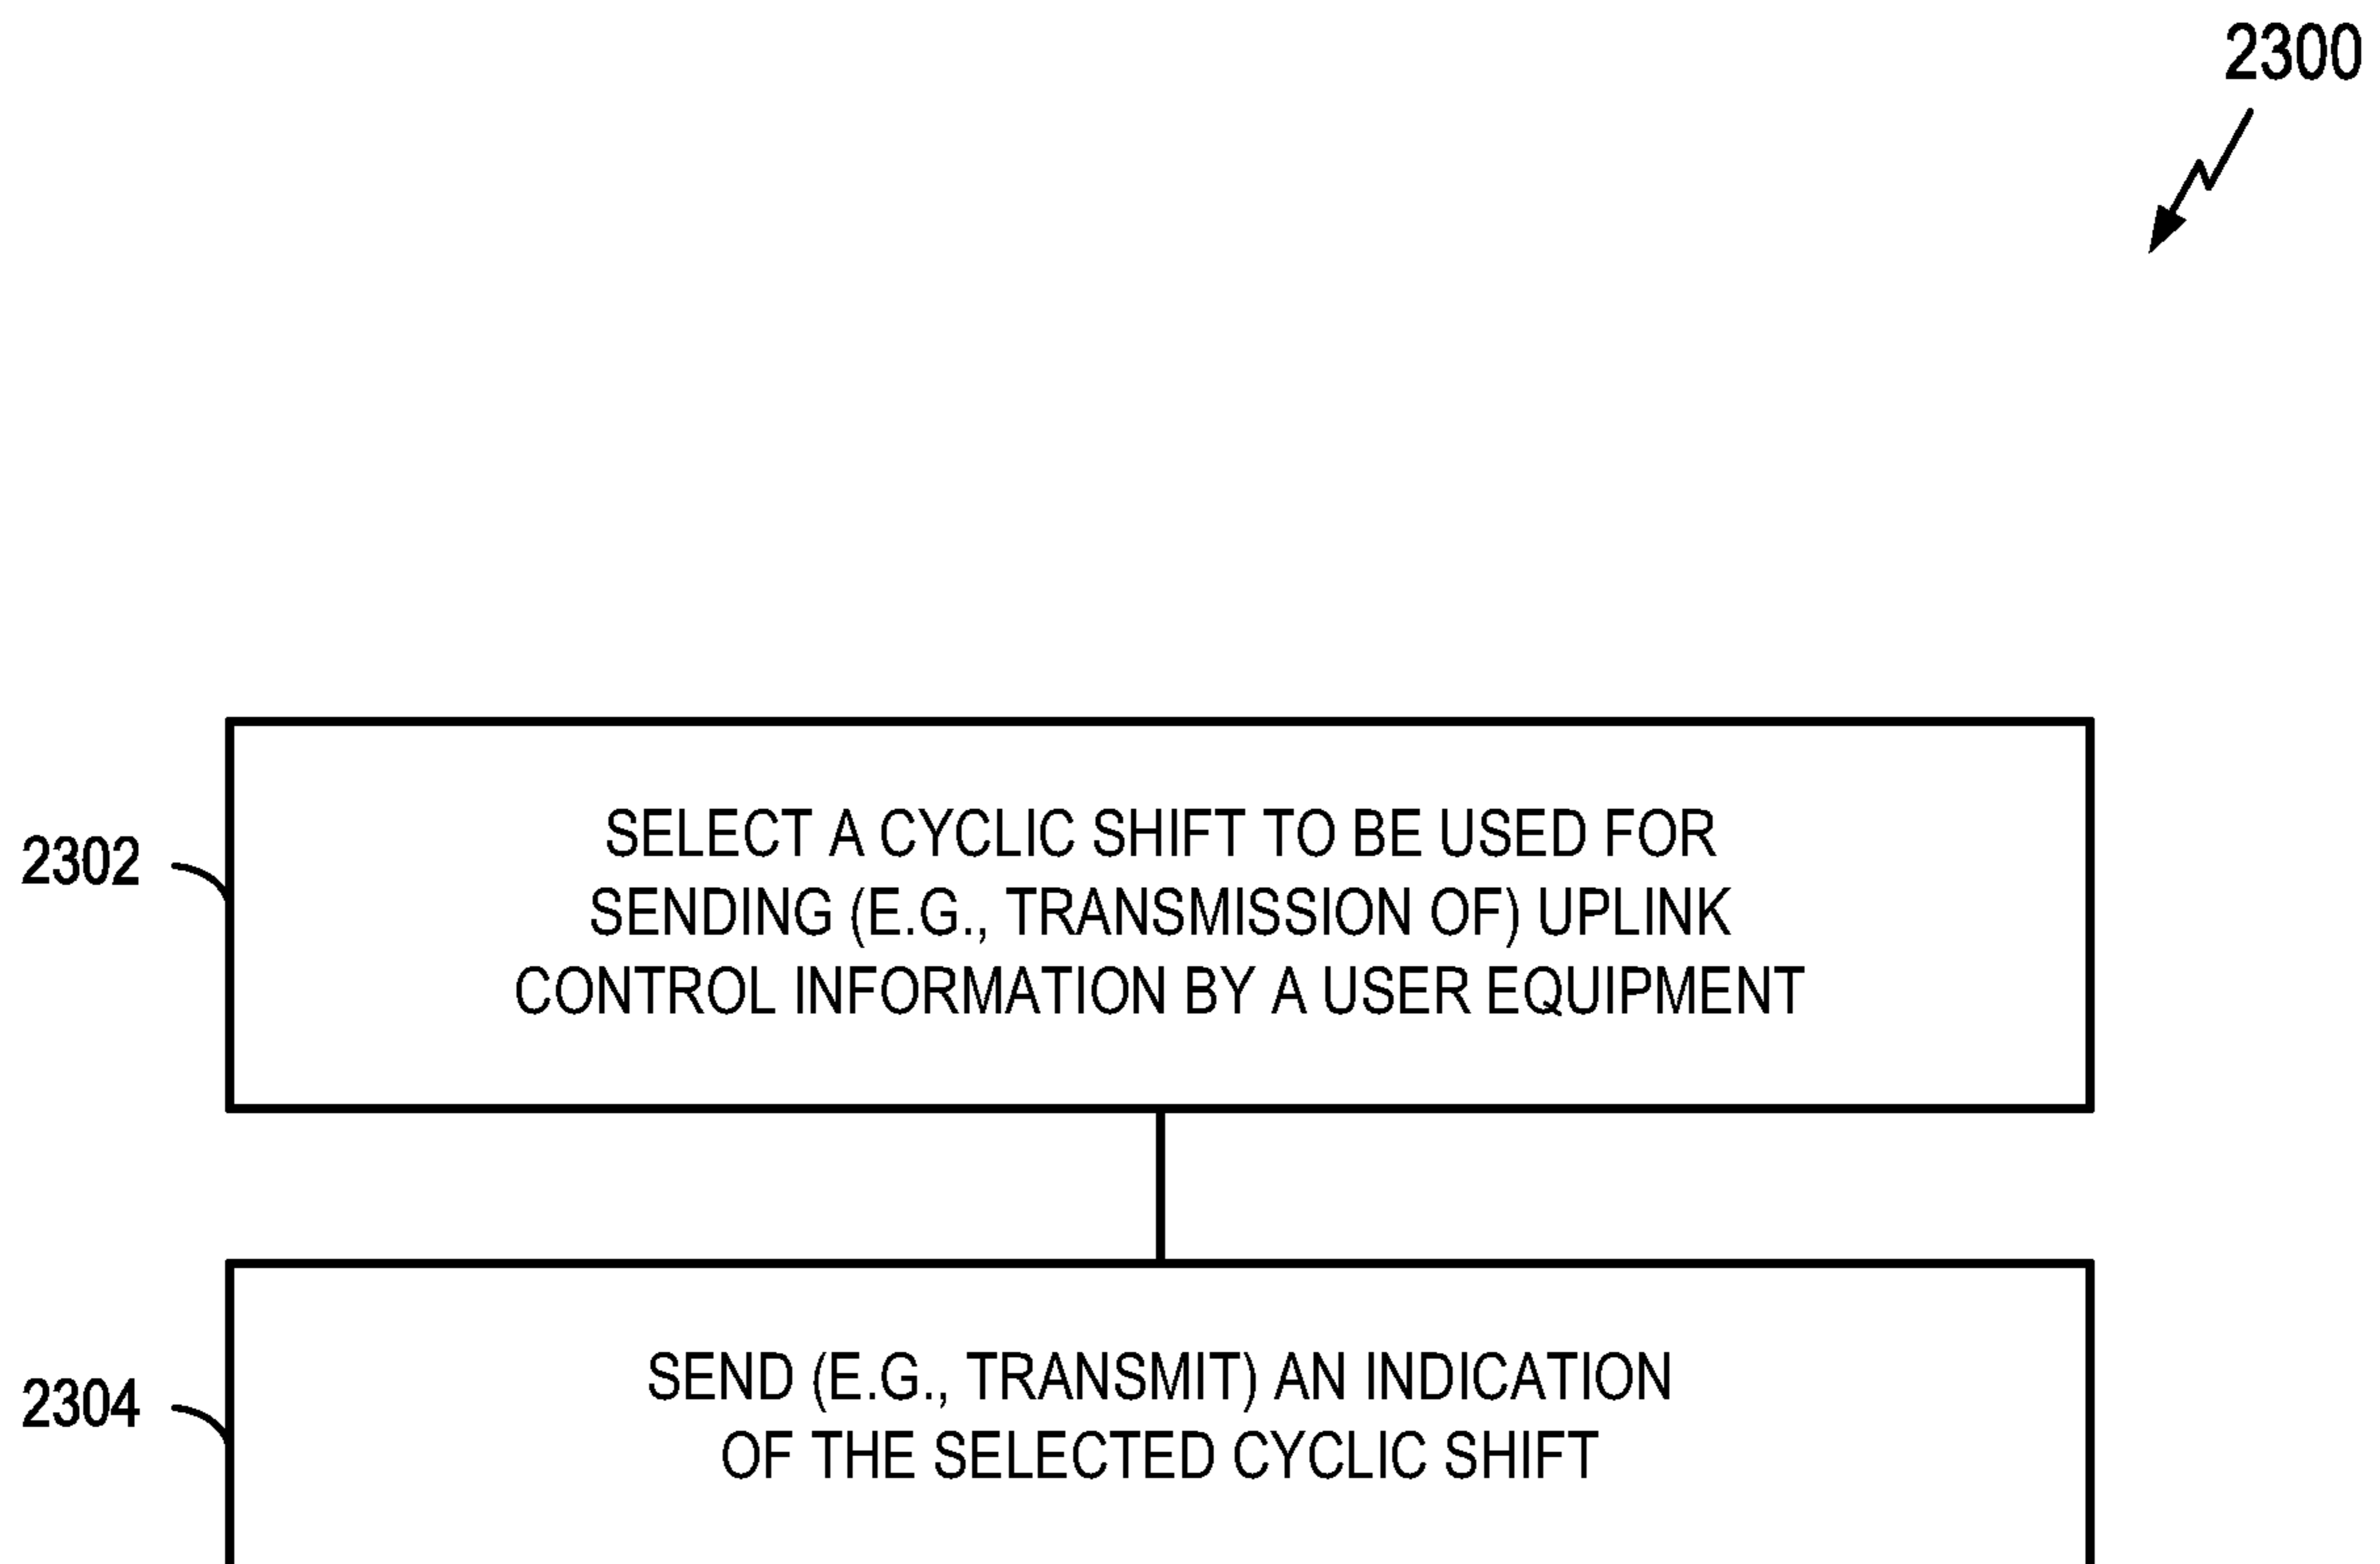 2300
2302
SELECT A CYCLIC SHIFT TO BE USED FOR
SENDING (E.G., TRANSMISSION OF) UPLINK
CONTROL INFORMATION BY A USER EQUIPMENT
2304
SEND (E.G., TRANSMIT) AN INDICATION
OF THE SELECTED CYCLIC SHIFT